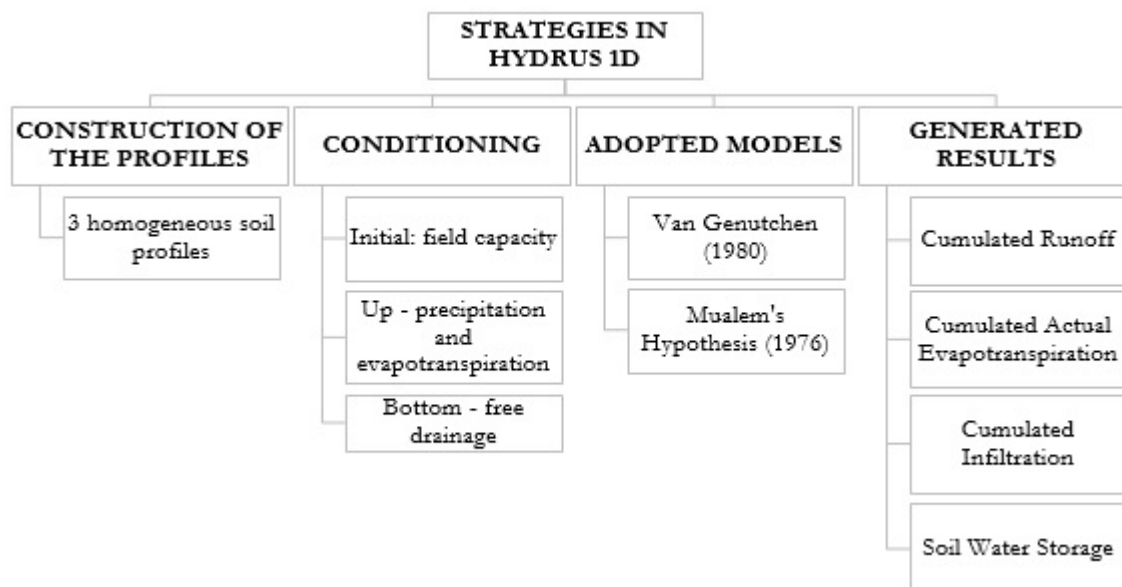 STRATEGIES IN
HYDRUS 1D
CONSTRUCTION OF
THE PROFILES
3 homogeneous soil
profiles
CONDITIONING
Initial: field capacity
Up - precipitation
and
evapotranspiration
Bottom - free
drainage
ADOPTED MODELS
Van Genutchen
(1980)
Mualem's
Hypothesis (1976)
GENERATED
RESULTS
Cumulated Runoff
Cumulated Actual
Evapotranspiration
Cumulated
Infiltration
Soil Water Storage